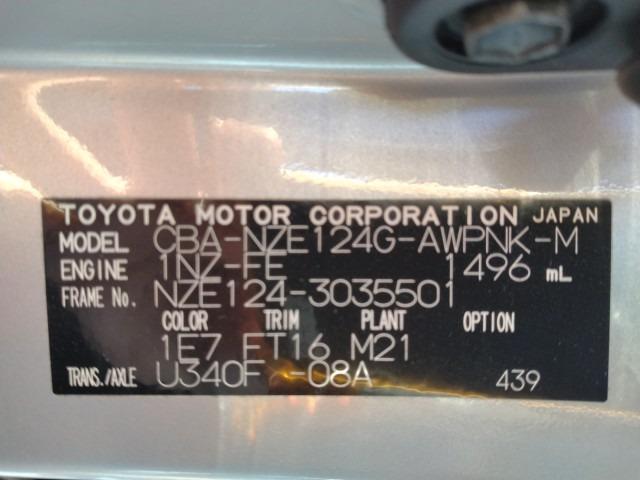 TOYOTA MOTOR CORPORATION JAPAN
MODEL CBA-NZE124G-AWPNK-M
ENGINE 1NZ-FE 1496 mL
FRAME No. NZE124-3035501
COLOR TRIM PLANT OPTION
1E7 FT16 M21
TRANS./AXLE U340F -08A 439